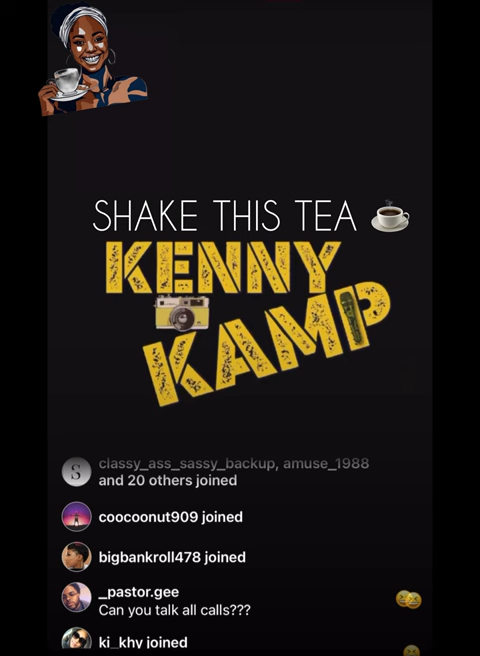 SHAKE THIS TEA
KENNY
KAMP
classy_ass_sassy_backup, amuse_1988
and 20 others joined
S
coocoonut909 joined
bigbankroll478 joined
_pastor.gee
Can you talk all calls???
ki_khy joined